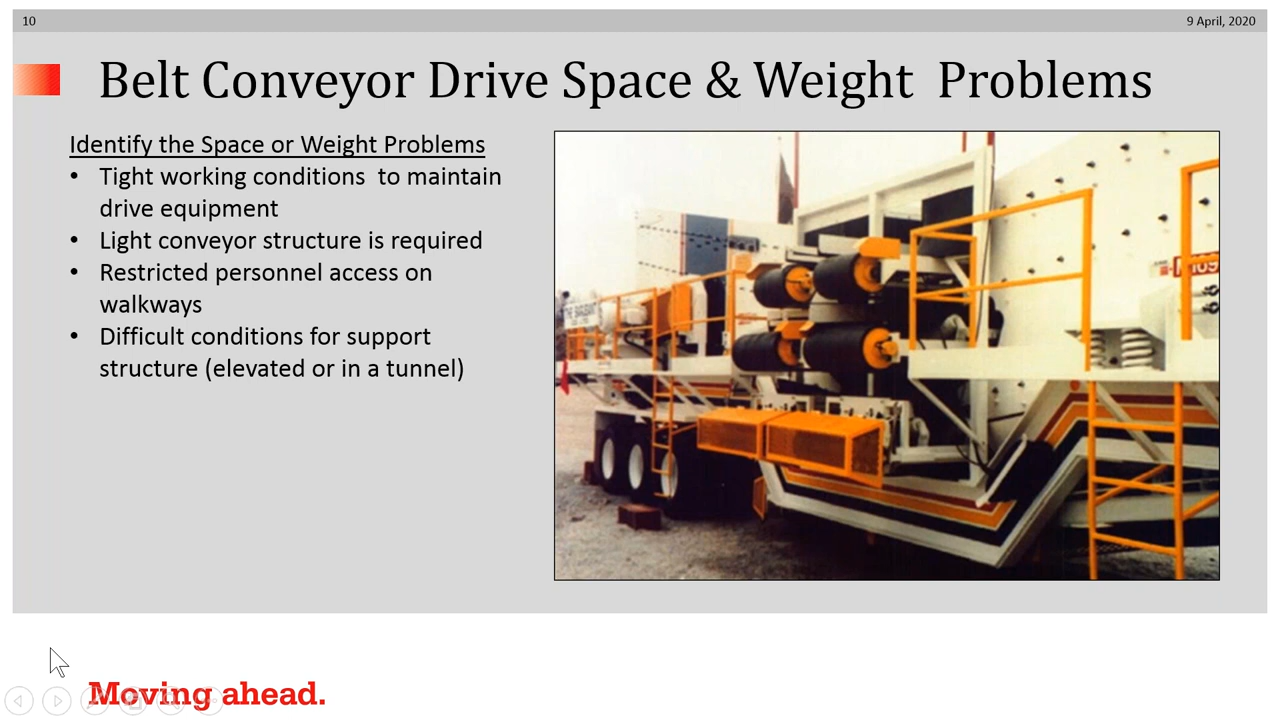 10
9 April, 2020
Belt Conveyor Drive Space & Weight  Problems
Identify the Space or Weight Problems
• Tight working conditions  to maintain
drive equipment
• Light conveyor structure is required
• Restricted personnel access on
walkways
• Difficult conditions for support
structure (elevated or in a tunnel)
Moving ahead.